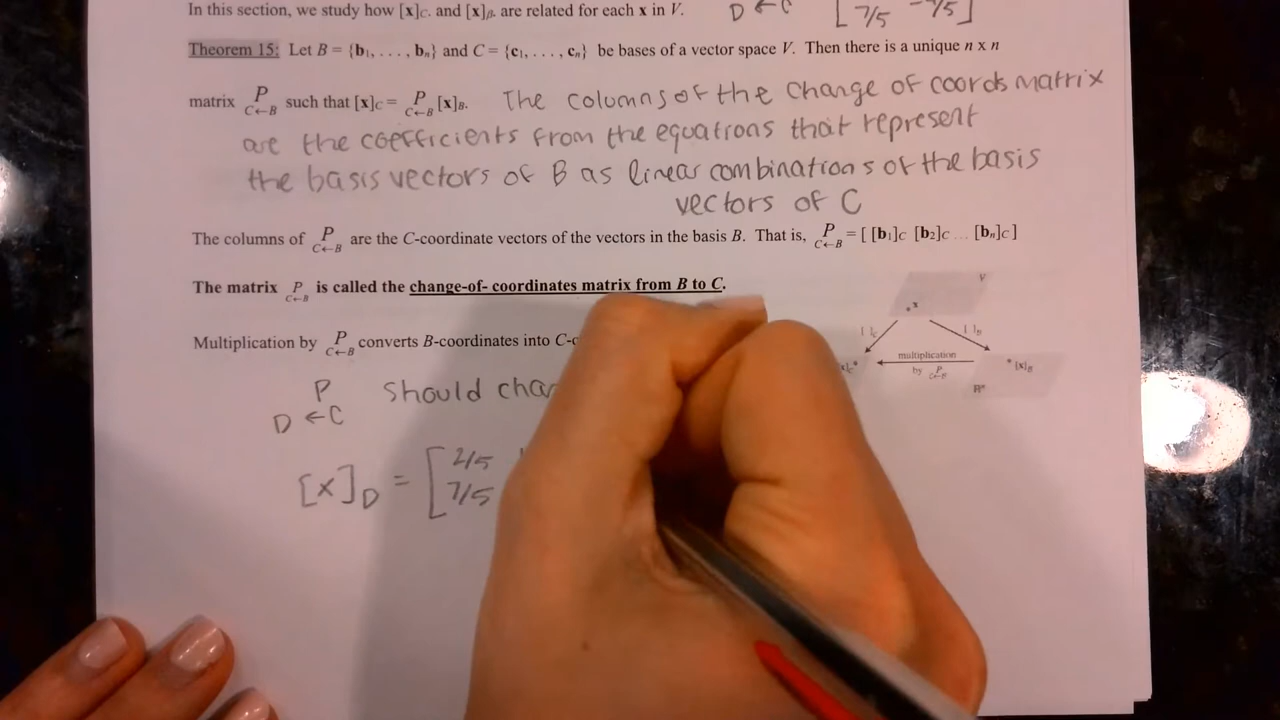 In this section, we study how [x]C. and [x]B. are related for each x in V.
D ← C
[ 7/5 -7/5 ]
Theorem 15: Let B = {b1, . . . , bn} and C = {c1, . . . , cn} be bases of a vector space V. Then there is a unique n x n
matrix P C←B such that [x]C = P C←B [x]B. The columns of the change of coords matrix
are the coefficients from the equations that represent
the basis vectors of B as linear combinations of the basis
vectors of C
The columns of P C←B are the C-coordinate vectors of the vectors in the basis B. That is, P C←B = [ [b1]C [b2]C … [bn]C ]
The matrix P C←B is called the change-of- coordinates matrix from B to C.
V
x
[ ]C [ ]B
Multiplication by P C←B converts B-coordinates into C-
multiplication
by P C←B
[x]B
P should
D ← C
[x]D = [ 2/5
7/5